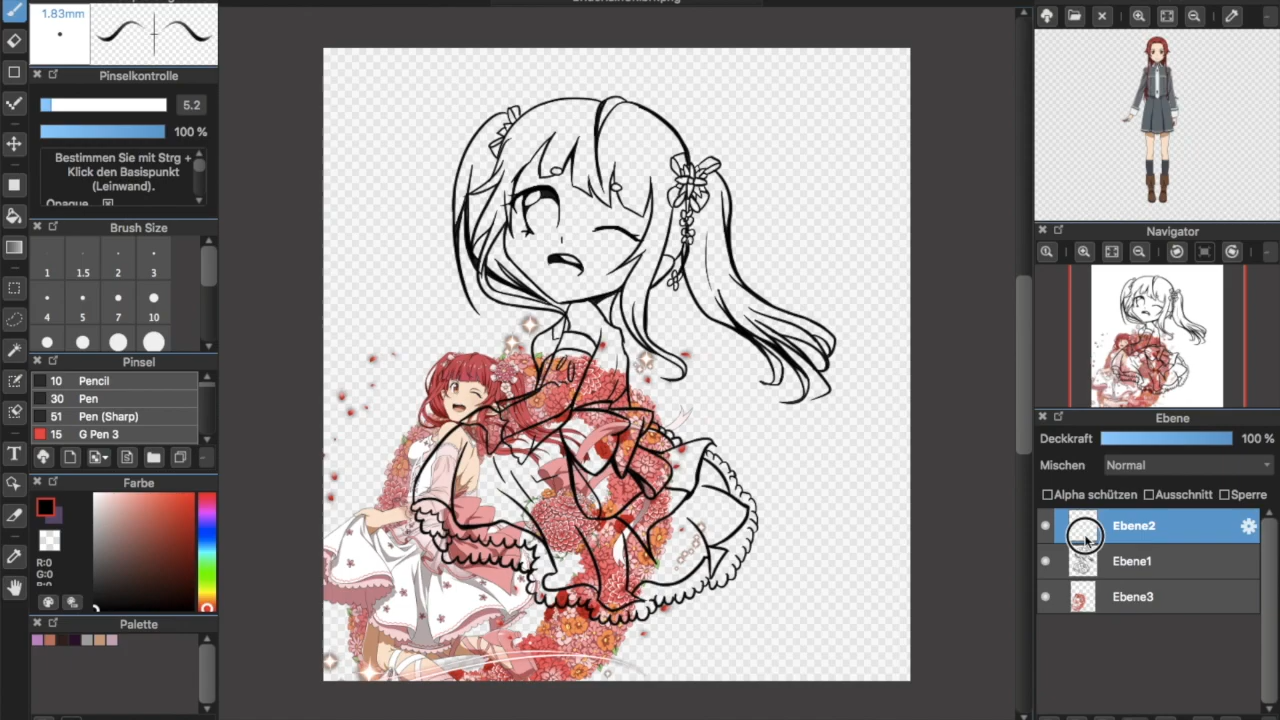 1.83mm
Pinselkontrolle
5.2
100 %
Bestimmen Sie mit Strg +
Klick den Basispunkt
(Leinwand).
Opaque
Brush Size
1 1.5 2 3
4 5 7 10
Pinsel
10 Pencil
30 Pen
51 Pen (Sharp)
15 G Pen 3
T
Farbe
R:0
G:0
B:0
Palette
Navigator
Ebene
Deckkraft 100 %
Mischen Normal
Alpha schützen Ausschnitt Sperre
Ebene2
Ebene1
Ebene3